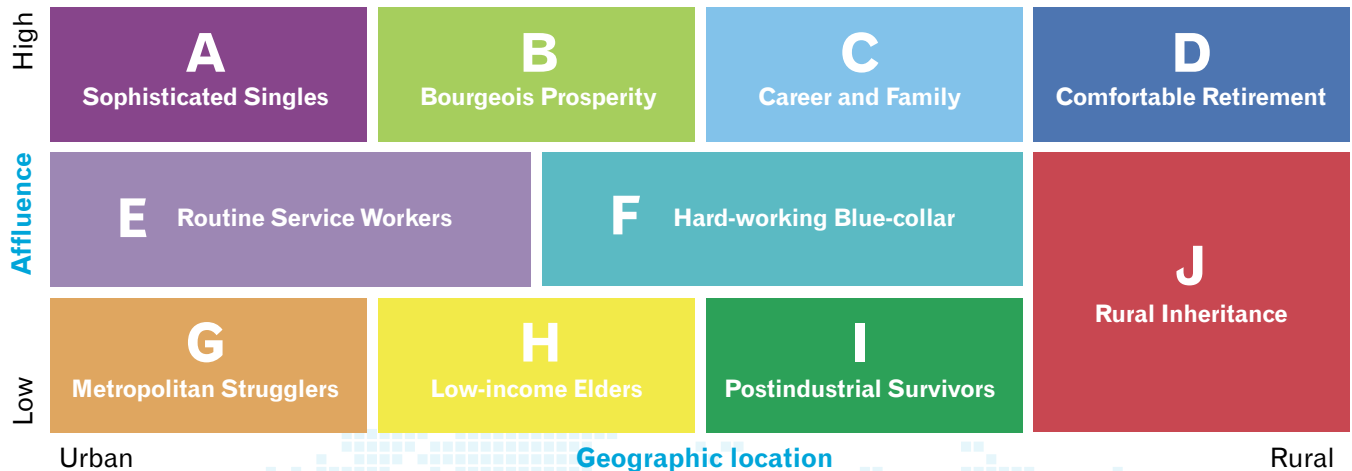 High
A
Sophisticated Singles
B
Bourgeois Prosperity
C
Career and Family
D
Comfortable Retirement
Affluence
E Routine Service Workers
F Hard-working Blue-collar
J
Rural Inheritance
G
Metropolitan Strugglers
H
Low-income Elders
I
Postindustrial Survivors
Low
Urban
Geographic location
Rural